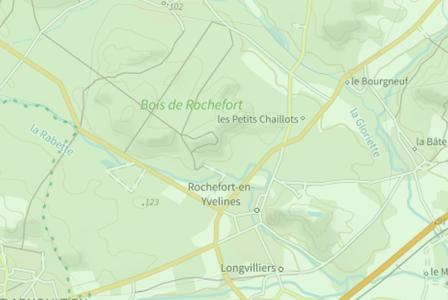 102
le Bourgneuf
Bois de Rochefort
les Petits Chaillots
la Rabette
la Gloriette
la Bâte
Rochefort-en-
Yvelines
123
Longvilliers